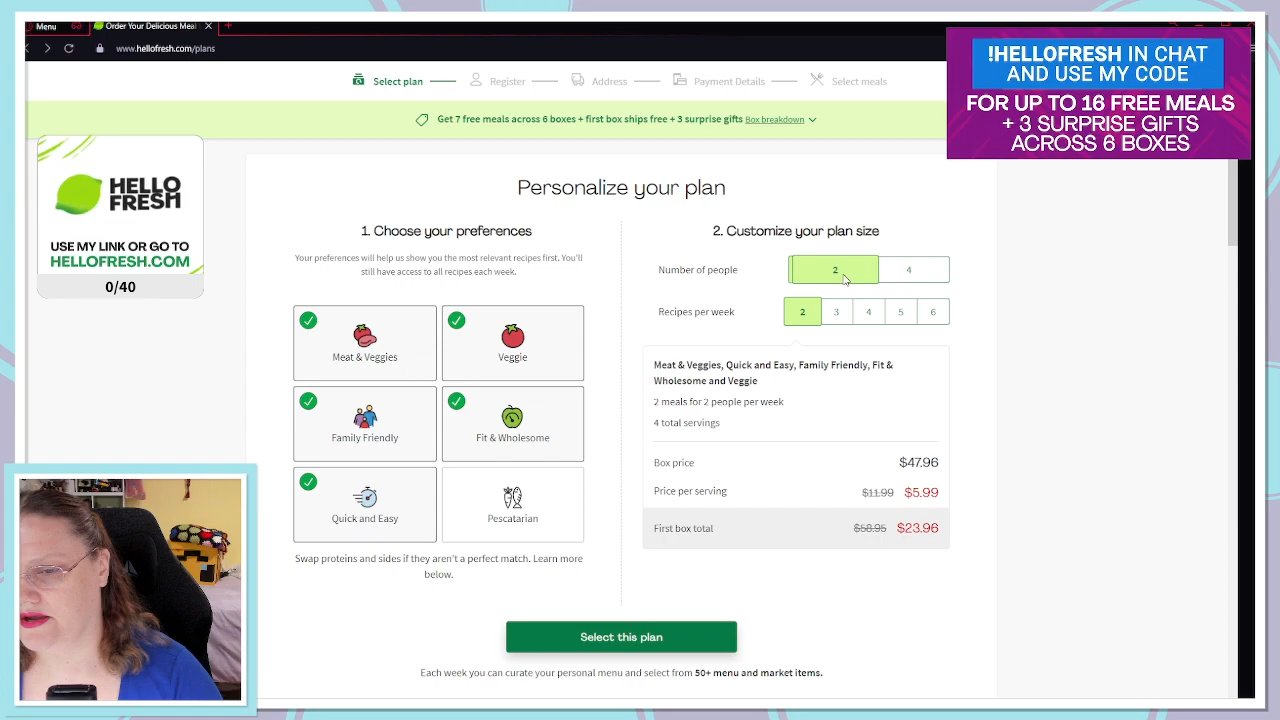 Menu
Order Your Delicious Meal
www.hellofresh.com/plans
!HELLOFRESH IN CHAT
AND USE MY CODE
FOR UP TO 16 FREE MEALS
+ 3 SURPRISE GIFTS
ACROSS 6 BOXES
Select plan
Register
Address
Payment Details
Select meals
Get 7 free meals across 6 boxes + first box ships free + 3 surprise gifts Box breakdown
HELLO
FRESH
USE MY LINK OR GO TO
HELLOFRESH.COM
0/40
Personalize your plan
1. Choose your preferences
Your preferences will help us show you the most relevant recipes first. You'll
still have access to all recipes each week.
Meat & Veggies
Veggie
Family Friendly
Fit & Wholesome
Quick and Easy
Pescatarian
Swap proteins and sides if they aren't a perfect match. Learn more
below.
2. Customize your plan size
Number of people
2
4
Recipes per week
2
3
4
5
6
Meat & Veggies, Quick and Easy, Family Friendly, Fit &
Wholesome and Veggie
2 meals for 2 people per week
4 total servings
Box price
$47.96
Price per serving
$11.99 $5.99
First box total
$58.95 $23.96
Select this plan
Each week you can curate your personal menu and select from 50+ menu and market items.